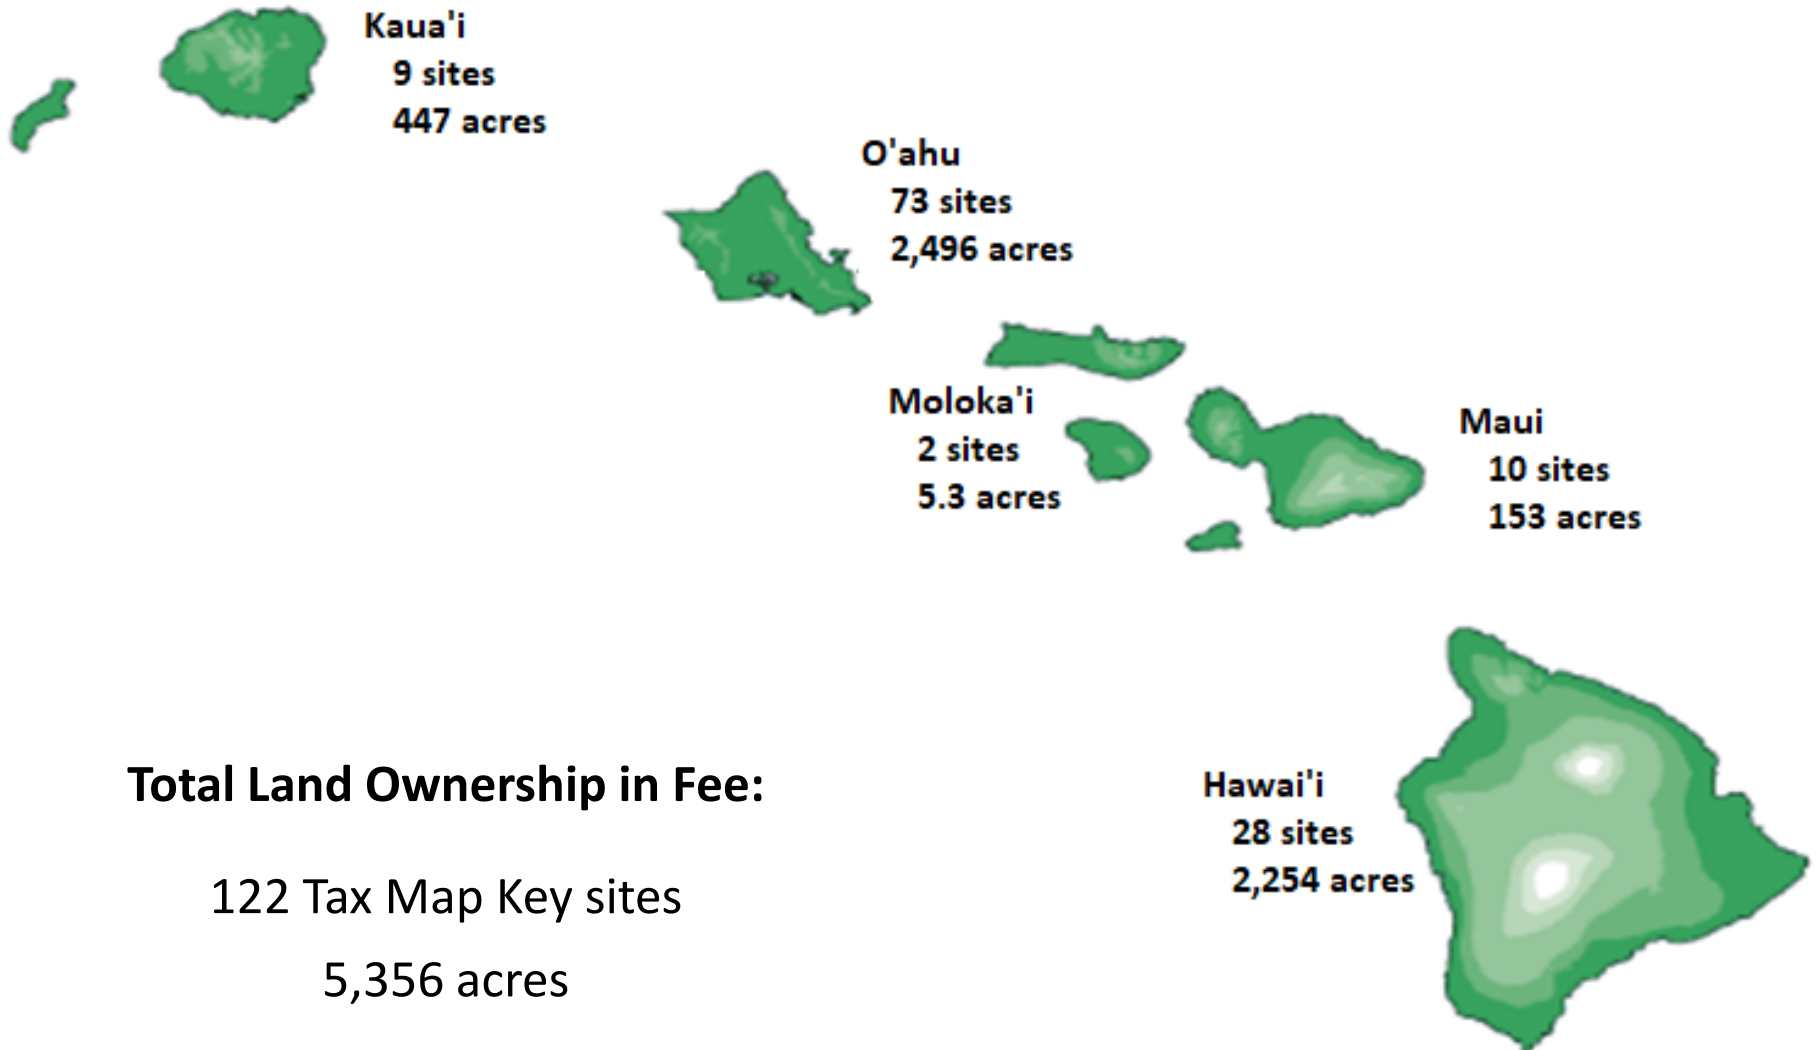 Kaua'i
9 sites
447 acres
O'ahu
73 sites
2,496 acres
Moloka'i
2 sites
5.3 acres
Maui
10 sites
153 acres
Hawai'i
28 sites
2,254 acres
Total Land Ownership in Fee:
122 Tax Map Key sites
5,356 acres